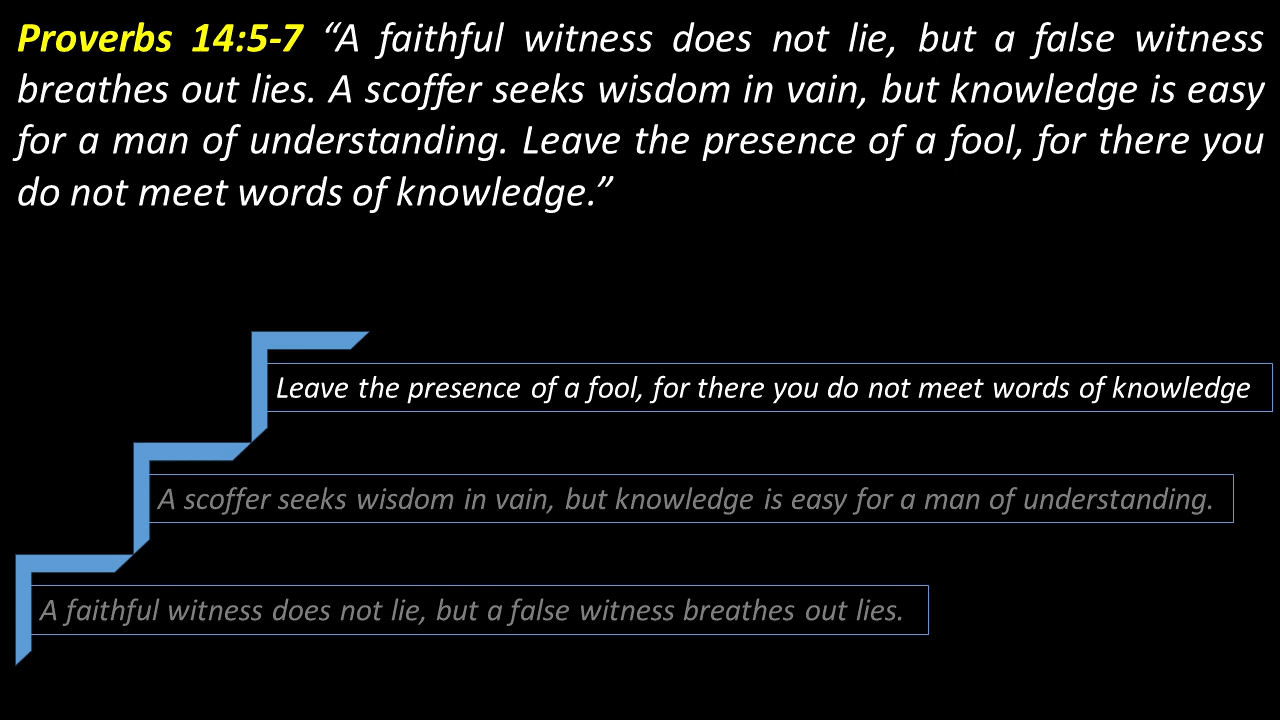 Proverbs 14:5-7 “A faithful witness does not lie, but a false witness
breathes out lies. A scoffer seeks wisdom in vain, but knowledge is easy
for a man of understanding. Leave the presence of a fool, for there you
do not meet words of knowledge.”
Leave the presence of a fool, for there you do not meet words of knowledge
A scoffer seeks wisdom in vain, but knowledge is easy for a man of understanding.
A faithful witness does not lie, but a false witness breathes out lies.